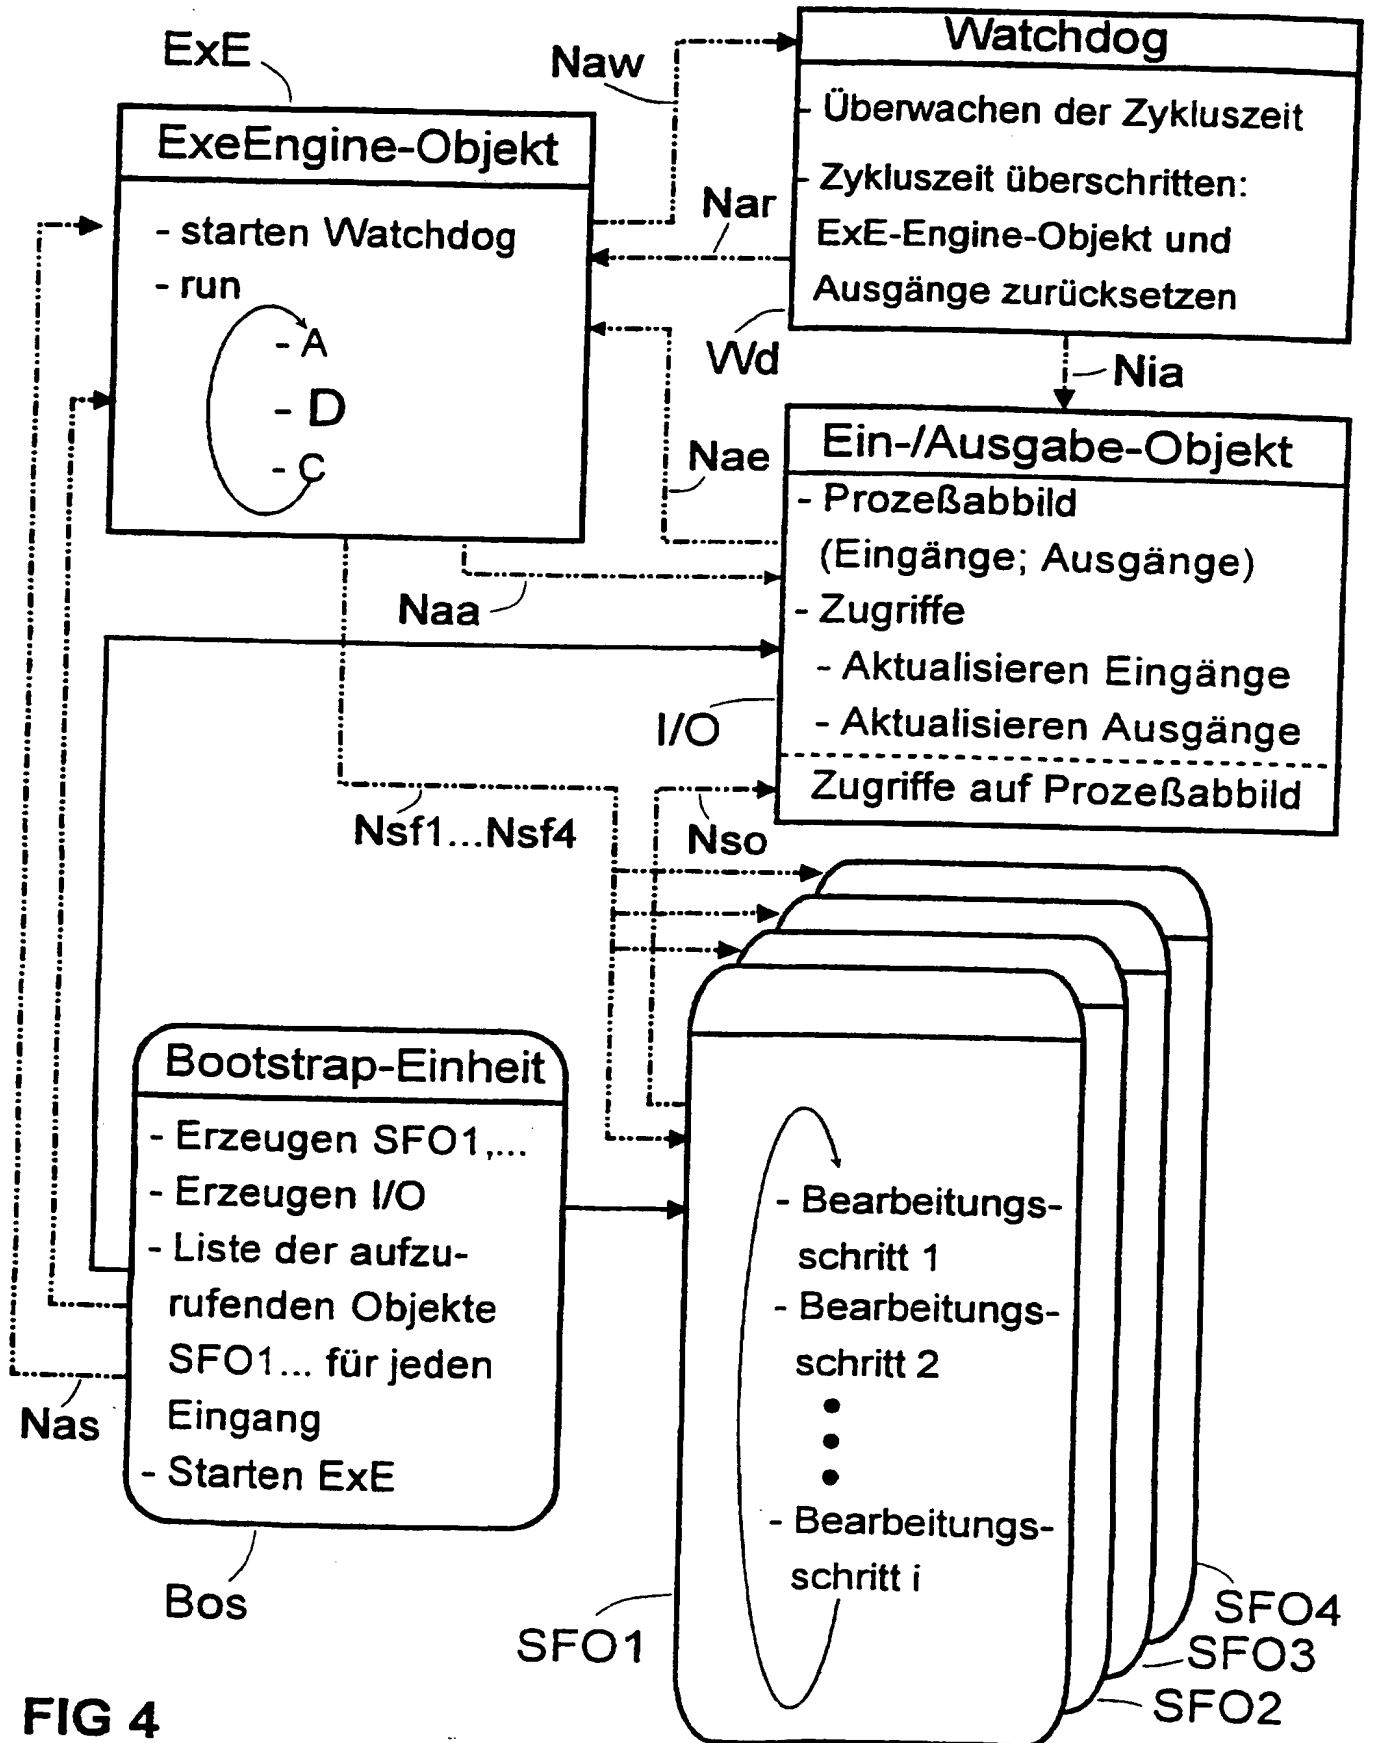 ExE
ExeEngine-Objekt
- starten Watchdog
- run
- A
- D
- C
Naw
Nar
Watchdog
- Überwachen der Zykluszeit
- Zykluszeit überschritten:
ExE-Engine-Objekt und
Ausgänge zurücksetzen
Wd
Nia
Nae
Naa
Ein-/Ausgabe-Objekt
- Prozeßabbild
(Eingänge; Ausgänge)
- Zugriffe
- Aktualisieren Eingänge
- Aktualisieren Ausgänge
Zugriffe auf Prozeßabbild
I/O
Nsf1...Nsf4
Nso
Bootstrap-Einheit
- Erzeugen SFO1,...
- Erzeugen I/O
- Liste der aufzu-
rufenden Objekte
SFO1... für jeden
Eingang
- Starten ExE
Nas
Bos
- Bearbeitungs-
schritt 1
- Bearbeitungs-
schritt 2
- Bearbeitungs-
schritt i
SFO1
SFO4
SFO3
SFO2
FIG 4